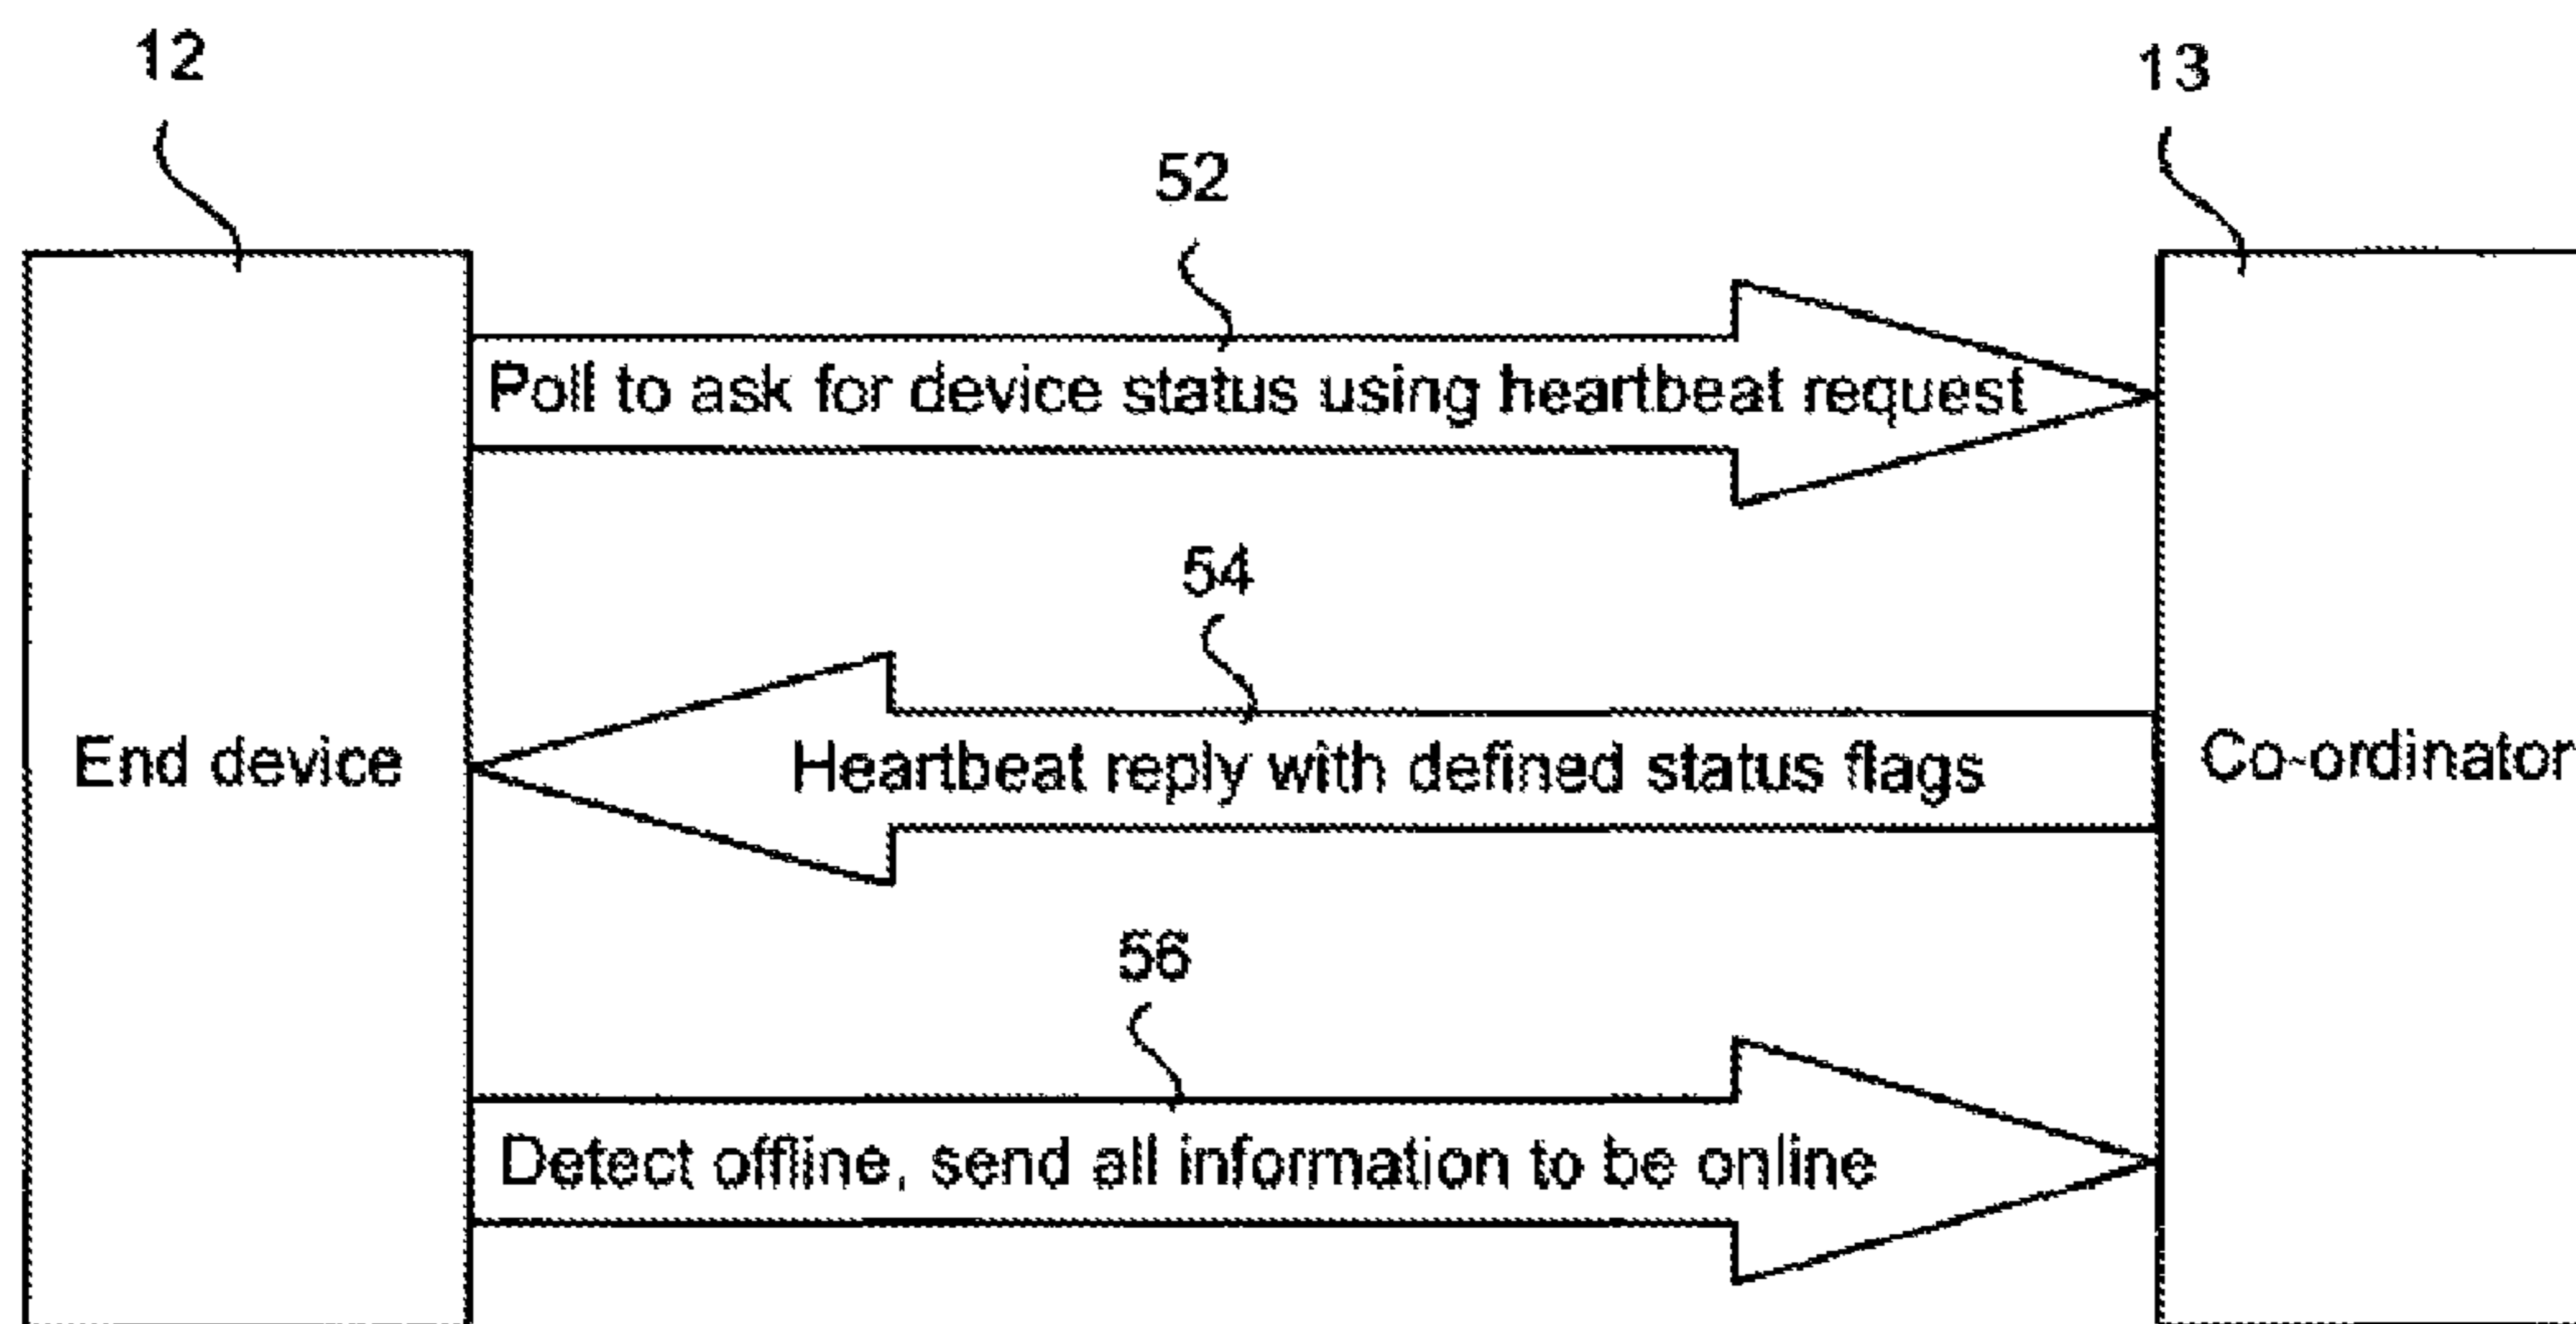 12
13
52
Poll to ask for device status using heartbeat request
54
End device
Heartbeat reply with defined status flags
Co-ordinator
56
Detect offline, send all information to be online